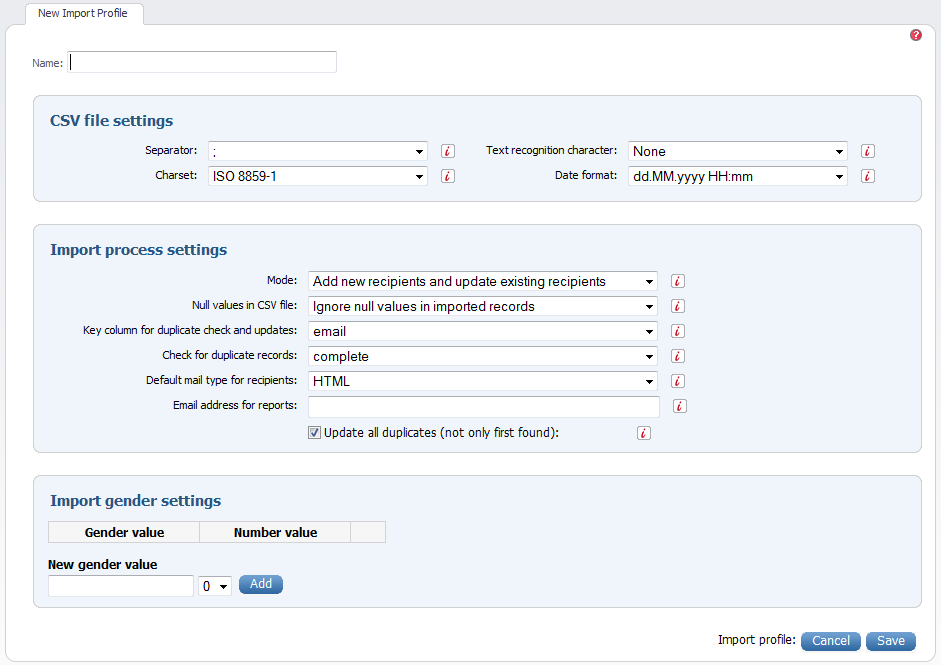 New Import Profile
?
Name:
CSV file settings
Separator: ; i Text recognition character: None i
Charset: ISO 8859-1 i Date format: dd.MM.yyyy HH:mm i
Import process settings
Mode: Add new recipients and update existing recipients i
Null values in CSV file: Ignore null values in imported records i
Key column for duplicate check and updates: email i
Check for duplicate records: complete i
Default mail type for recipients: HTML i
Email address for reports: i
Update all duplicates (not only first found): i
Import gender settings
Gender value Number value
New gender value
0 Add
Import profile: Cancel Save